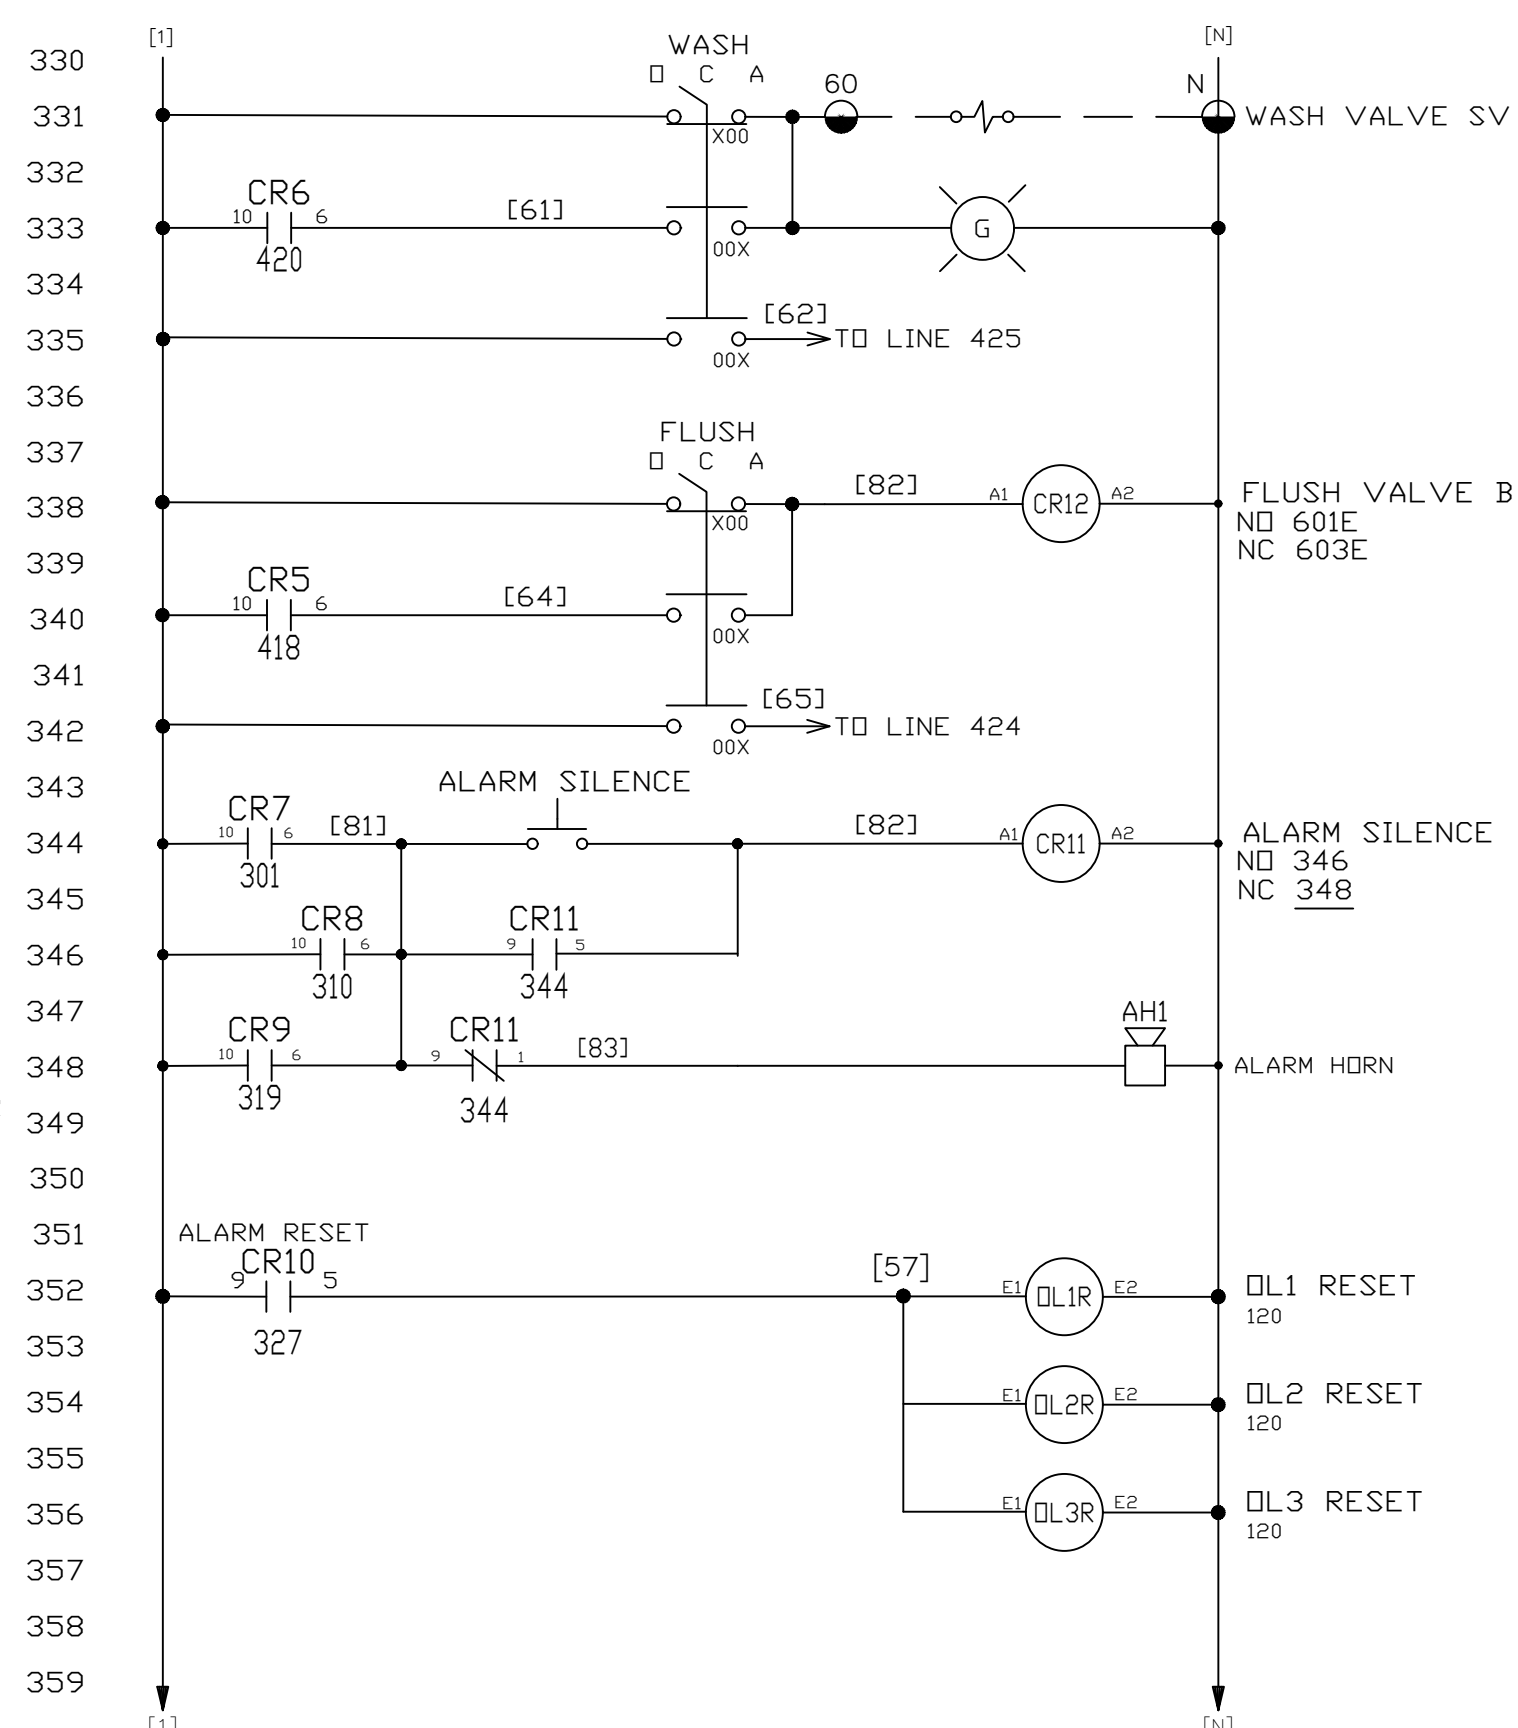 [1] [N]
330 WASH
O C A
60 N
331 X00 WASH VALVE SV
332
CR6
10 6 [61]
333 00X G
420
334
[62]
335 TO LINE 425
00X
336
337 FLUSH
O C A
338 [82] A1 CR12 A2 FLUSH VALVE B
X00 NO 601E
339 NC 603E
CR5
10 6 [64]
340 00X
418
341
[65]
342 TO LINE 424
00X
343 ALARM SILENCE
CR7
344 10 6 [81] [82] A1 CR11 A2 ALARM SILENCE
301 NO 346
345 NC 348
CR8 CR11
346 10 6 9 5
310 344
347 AH1
CR9 CR11
348 10 6 9 1 [83] ALARM HORN
319 344
349
350
351 ALARM RESET
CR10
352 9 5 [57] E1 OL1R E2 OL1 RESET
120
353 327
354 E1 OL2R E2 OL2 RESET
120
355
356 E1 OL3R E2 OL3 RESET
120
357
358
359
[1] [N]